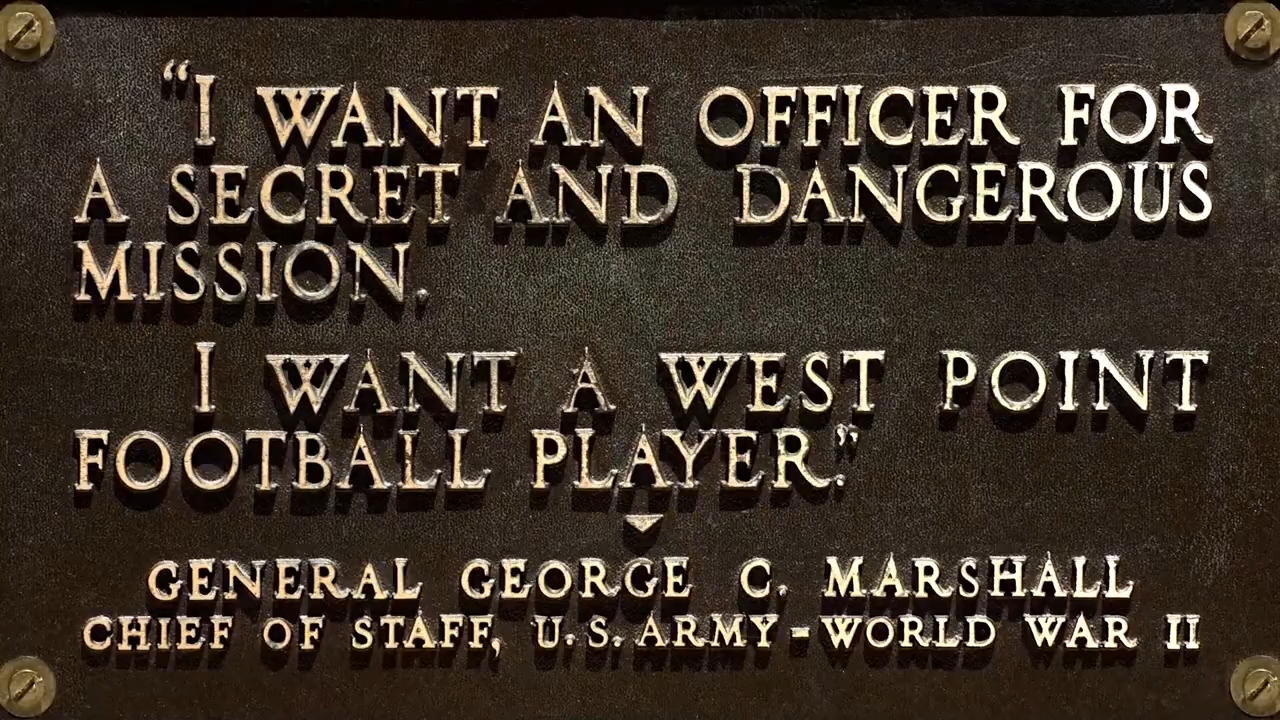 “I WANT AN OFFICER FOR
A SECRET AND DANGEROUS
MISSION.
I WANT A WEST POINT
FOOTBALL PLAYER.”
GENERAL GEORGE C. MARSHALL
CHIEF OF STAFF, U.S. ARMY-WORLD WAR II